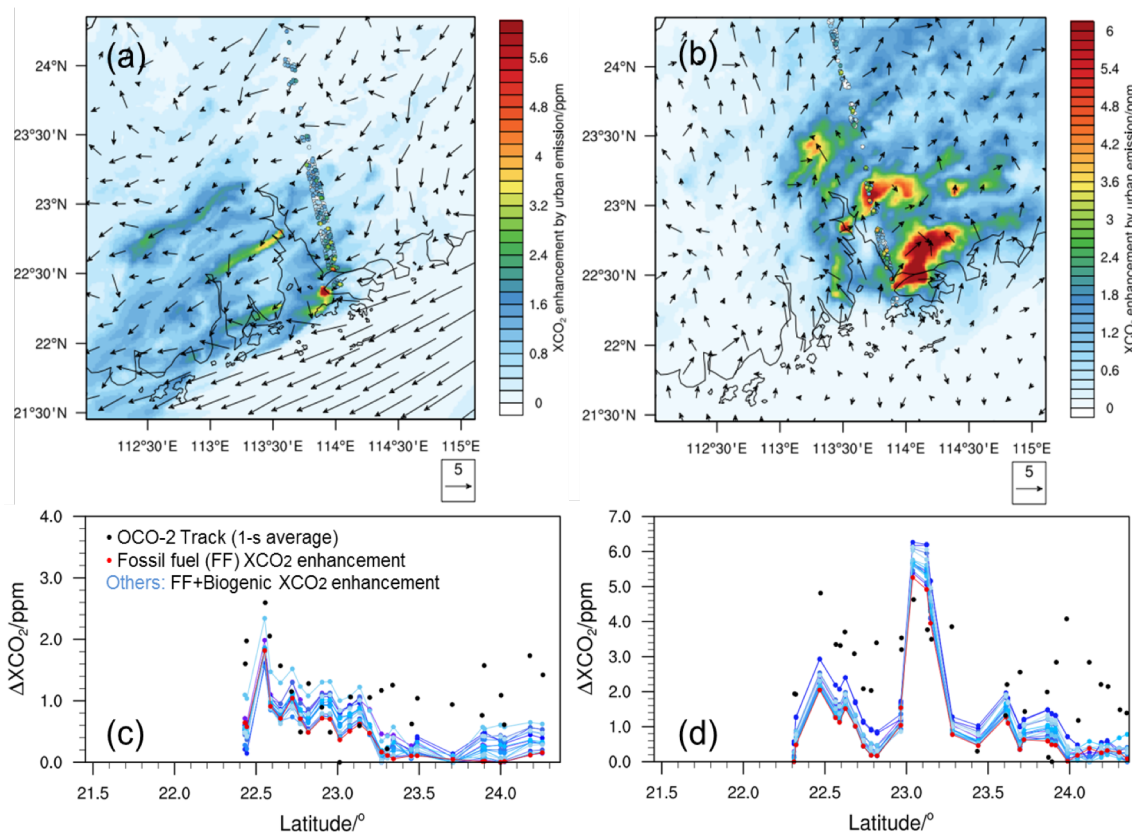 (a)
24°N
23°30'N
23°N
22°30'N
22°N
21°30'N
112°30'E 113°E 113°30'E 114°E 114°30'E 115°E
5
5.6
4.8
4
3.2
2.4
1.6
0.8
0
XCO₂ enhancement by urban emission/ppm
(b)
24°N
23°30'N
23°N
22°30'N
22°N
21°30'N
112°30'E 113°E 113°30'E 114°E 114°30'E 115°E
5
6
5.4
4.8
4.2
3.6
3
2.4
1.8
1.2
0.6
0
XCO₂ enhancement by urban emission/ppm
4.0
3.0
2.0
1.0
0.0
ΔXCO₂/ppm
OCO-2 Track (1-s average)
Fossil fuel (FF) XCO₂ enhancement
Others: FF+Biogenic XCO₂ enhancement
(c)
21.5 22.0 22.5 23.0 23.5 24.0
Latitude/°
7.0
6.0
5.0
4.0
3.0
2.0
1.0
0.0
ΔXCO₂/ppm
(d)
21.5 22.0 22.5 23.0 23.5 24.0
Latitude/°